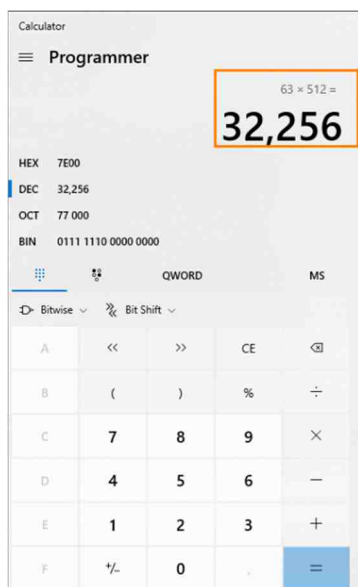 Calculator
Programmer
63 × 512 =
32,256
HEX 7E00
DEC 32,256
OCT 77 000
BIN 0111 1110 0000 0000
QWORD MS
Bitwise Bit Shift
A << >> CE
B ( ) % ÷
C 7 8 9 ×
D 4 5 6 −
E 1 2 3 +
F +/- 0 . =